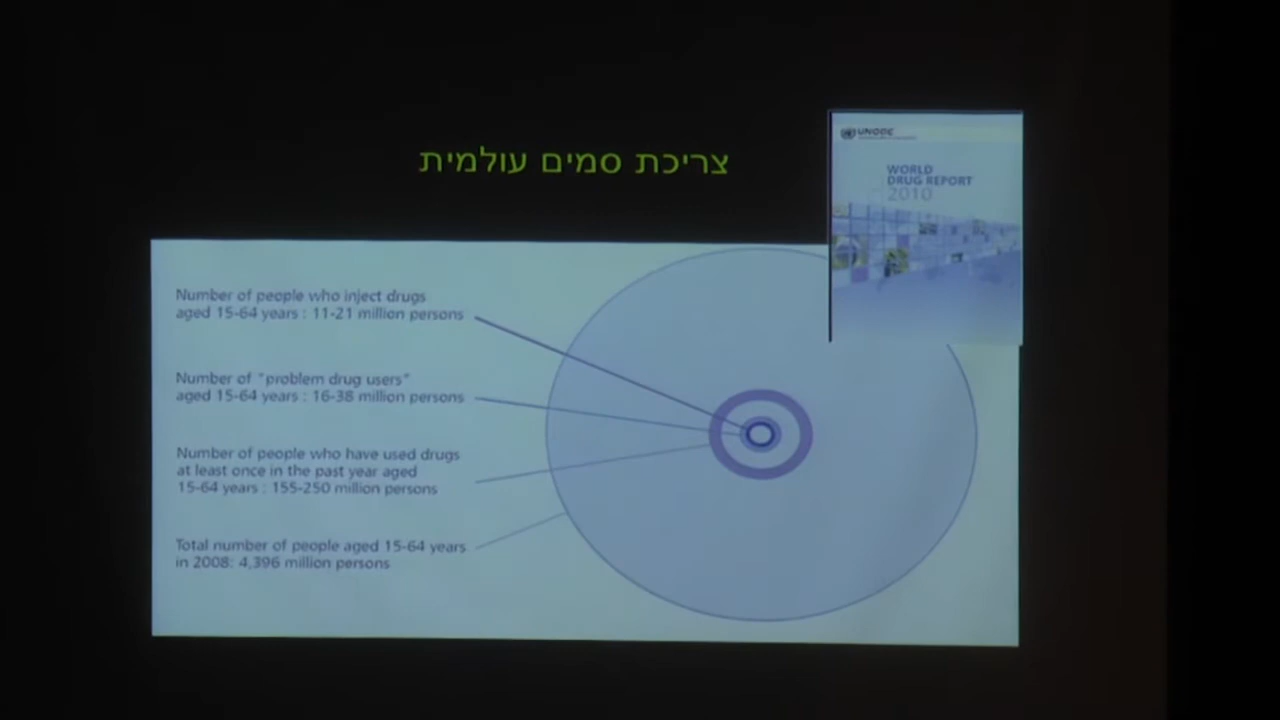 צריכת סמים עולמית
UNODC
WORLD
DRUG REPORT
2010
Number of people who inject drugs
aged 15-64 years : 11-21 million persons
Number of "problem drug users"
aged 15-64 years : 16-38 million persons
Number of people who have used drugs
at least once in the past year aged
15-64 years : 155-250 million persons
Total number of people aged 15-64 years
in 2008: 4,396 million persons